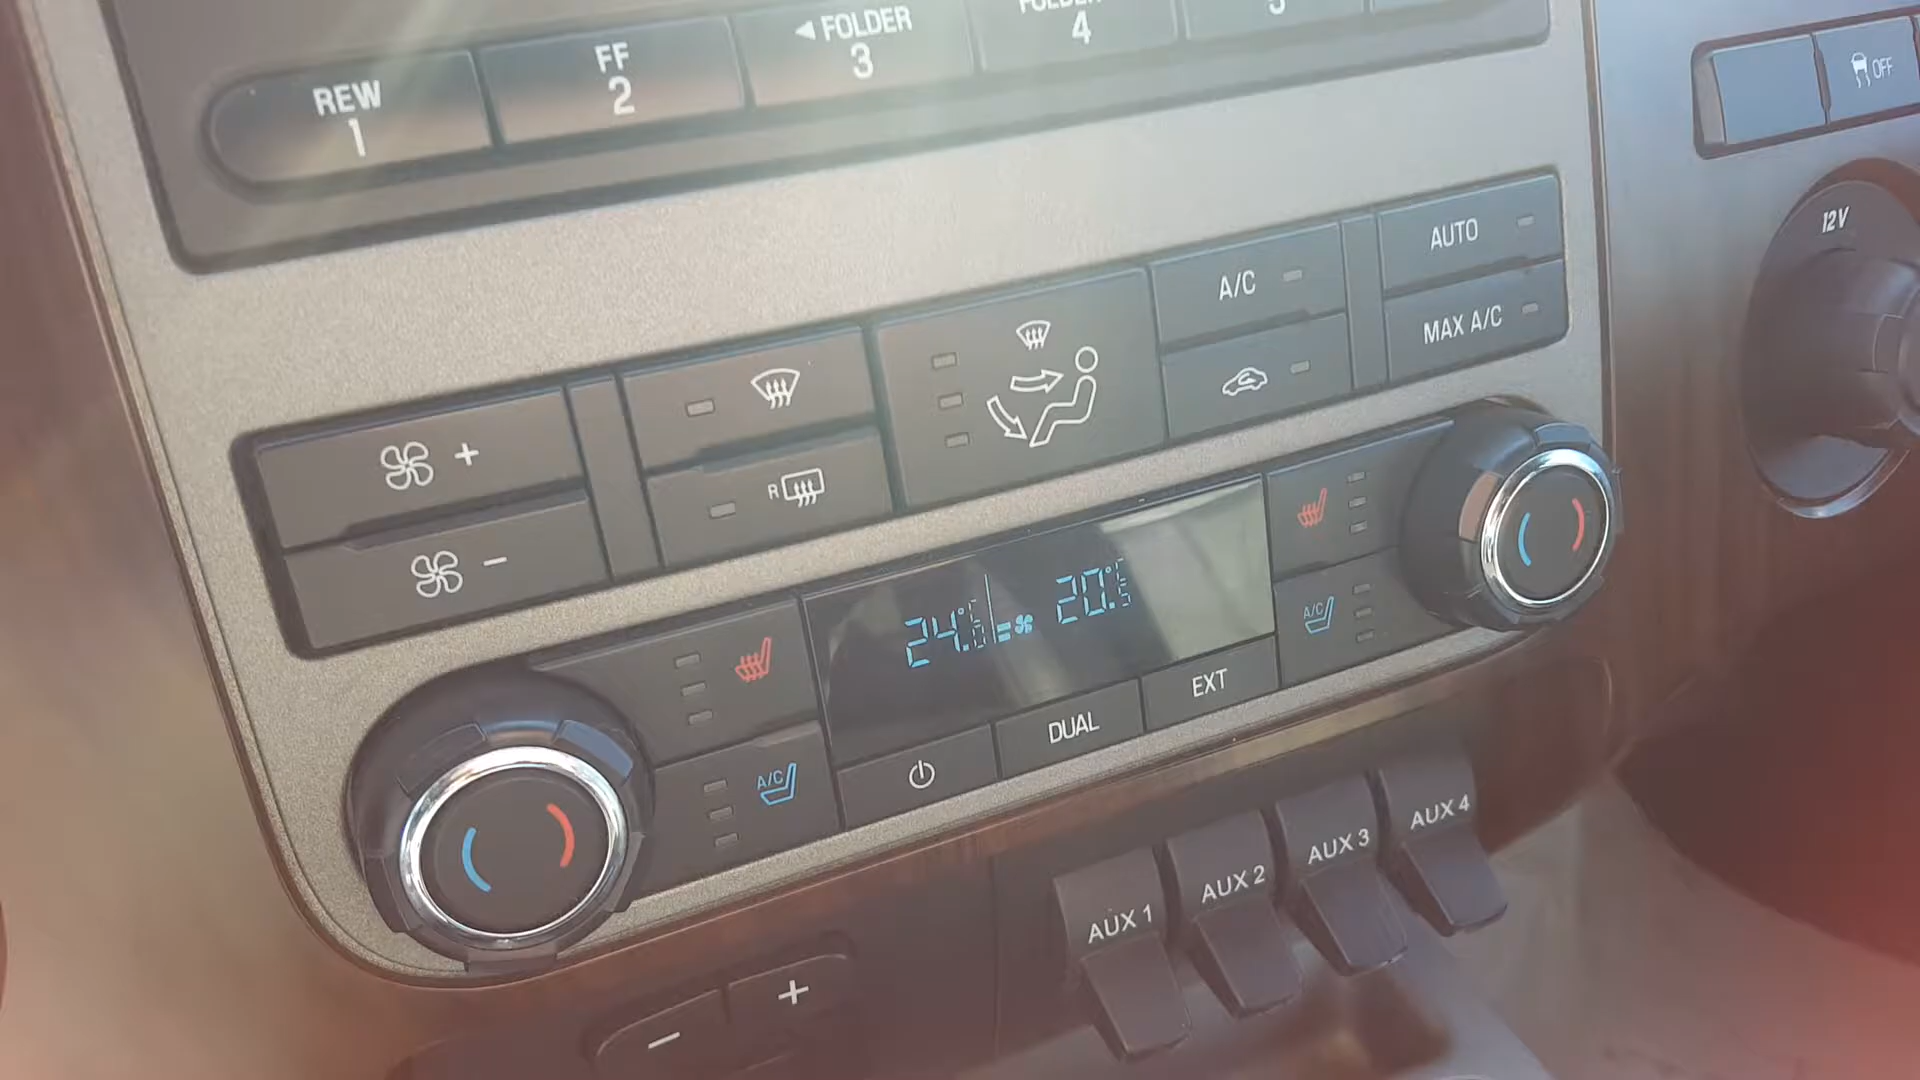 REW
1
FF
2
◄ FOLDER
3
FOLDER
4
5
OFF
12V
A/C
AUTO
MAX A/C
+
−
R
24.°
20.5°
A/C
A/C
DUAL
EXT
AUX 1
AUX 2
AUX 3
AUX 4
−
+